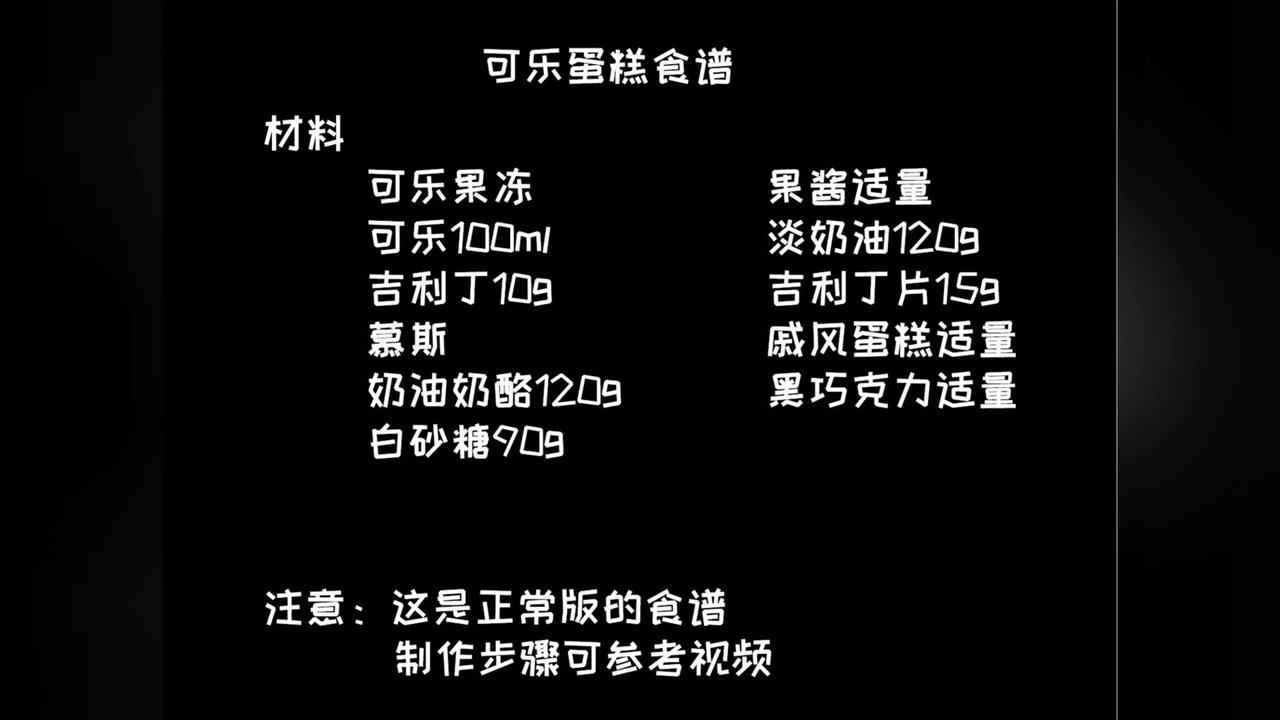 可乐蛋糕食谱
材料
可乐果冻
可乐100ml
吉利丁10g
慕斯
奶油奶酪120g
白砂糖90g
果酱适量
淡奶油120g
吉利丁片15g
戚风蛋糕适量
黑巧克力适量
注意：这是正常版的食谱
制作步骤可参考视频